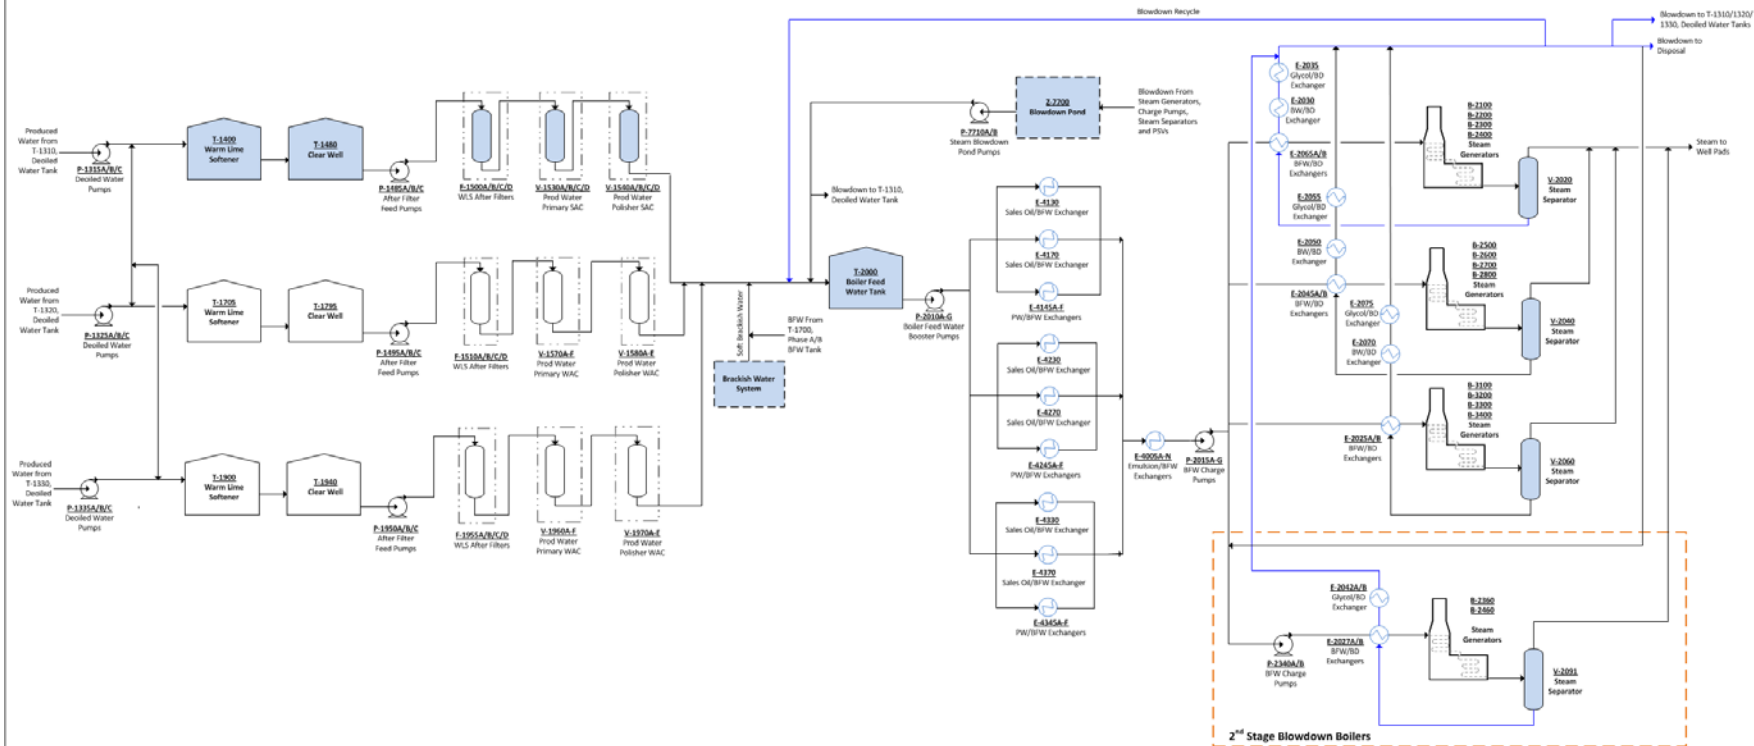 Blowdown Recycle
Blowdown to T-1310/1320/
1330, Deoiled Water Tanks
Blowdown to
Disposal
Produced
Water from
T-1310,
Deoiled
Water Tank
P-1315A/B/C
Deoiled Water
Pumps
T-1400
Warm Lime
Softener
T-1480
Clear Well
P-1485A/B/C
After Filter
Feed Pumps
F-1500A/B/C/D
WLS After Filters
V-1530A/B/C/D
Prod Water
Primary SAC
V-1540A/B/C/D
Prod Water
Polisher SAC
Produced
Water from
T-1320,
Deoiled
Water Tank
P-1325A/B/C
Deoiled Water
Pumps
T-1705
Warm Lime
Softener
T-1795
Clear Well
P-1495A/B/C
After Filter
Feed Pumps
F-1510A/B/C/D
WLS After Filters
V-1570A-F
Prod Water
Primary WAC
V-1580A-E
Prod Water
Polisher WAC
Produced
Water from
T-1330,
Deoiled
Water Tank
P-1335A/B/C
Deoiled Water
Pumps
T-1900
Warm Lime
Softener
T-1940
Clear Well
P-1950A/B/C
After Filter
Feed Pumps
F-1955A/B/C/D
WLS After Filters
V-1960A-F
Prod Water
Primary WAC
V-1970A-E
Prod Water
Polisher WAC
Soft Brackish Water
Brackish Water
System
BFW From
T-1700,
Phase A/B
BFW Tank
Blowdown to T-1310,
Deoiled Water Tank
T-2000
Boiler Feed
Water Tank
P-2010A-G
Boiler Feed Water
Booster Pumps
P-7710A/B
Steam Blowdown
Pond Pumps
Z-7700
Blowdown Pond
Blowdown From
Steam Generators,
Charge Pumps,
Steam Separators
and PSVs
E-4130
Sales Oil/BFW Exchanger
E-4170
Sales Oil/BFW Exchanger
E-4145A-F
PW/BFW Exchangers
E-4230
Sales Oil/BFW Exchanger
E-4270
Sales Oil/BFW Exchanger
E-4245A-F
PW/BFW Exchangers
E-4330
Sales Oil/BFW Exchanger
E-4370
Sales Oil/BFW Exchanger
E-4345A-F
PW/BFW Exchangers
E-4005A-N
Emulsion/BFW
Exchangers
P-2015A-G
BFW Charge
Pumps
E-2035
Glycol/BD
Exchanger
E-2030
BW/BD
Exchanger
E-2065A/B
BFW/BD
Exchangers
E-2055
Glycol/BD
Exchanger
E-2050
BW/BD
Exchanger
E-2045A/B
BFW/BD
Exchangers
E-2075
Glycol/BD
Exchanger
E-2070
BW/BD
Exchanger
E-2025A/B
BFW/BD
Exchangers
B-2100
B-2200
B-2300
B-2400
Steam
Generators
V-2020
Steam
Separator
Steam to
Well Pads
B-2500
B-2600
B-2700
B-2800
Steam
Generators
V-2040
Steam
Separator
B-3100
B-3200
B-3300
B-3400
Steam
Generators
V-2060
Steam
Separator
E-2042A/B
Glycol/BD
Exchanger
E-2027A/B
BFW/BD
Exchangers
P-2340A/B
BFW Charge
Pumps
B-2360
B-2460
Steam
Generators
V-2091
Steam
Separator
2nd Stage Blowdown Boilers